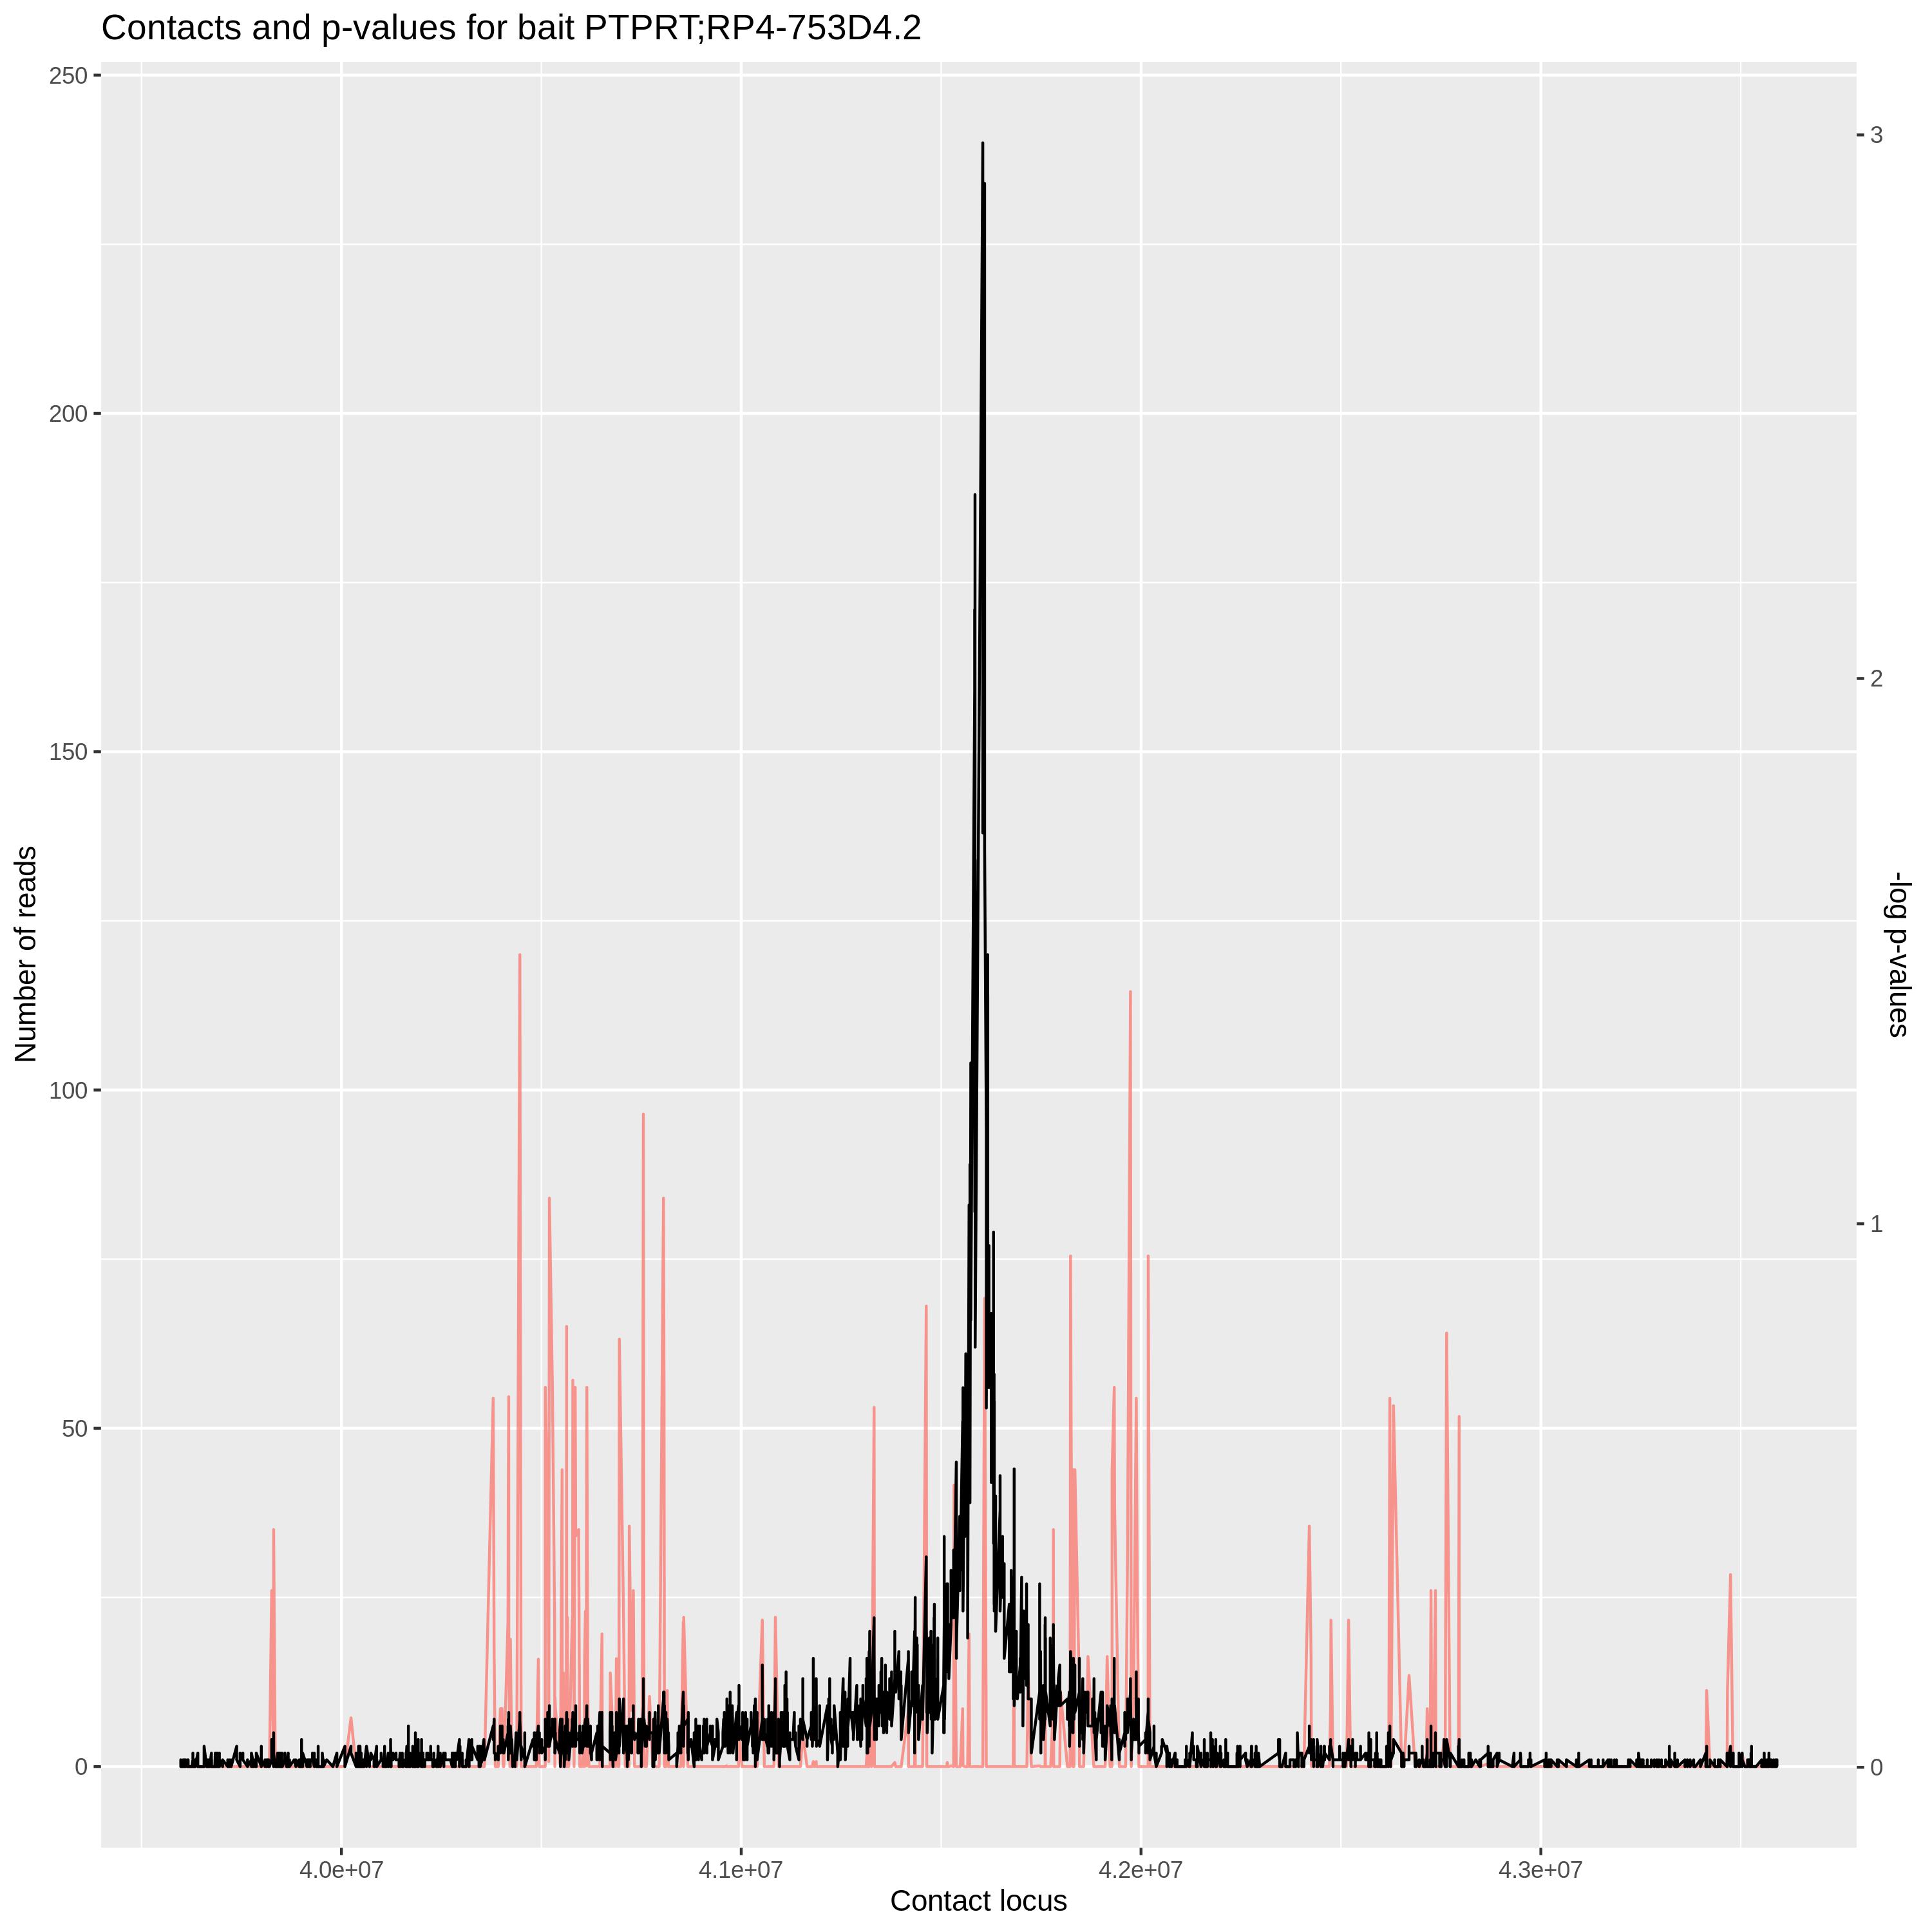 Contacts and p-values for bait PTPRT;RP4-753D4.2
250
200
150
100
50
0
Number of reads
3
2
1
0
-log p-values
4.0e+07
4.1e+07
4.2e+07
4.3e+07
Contact locus